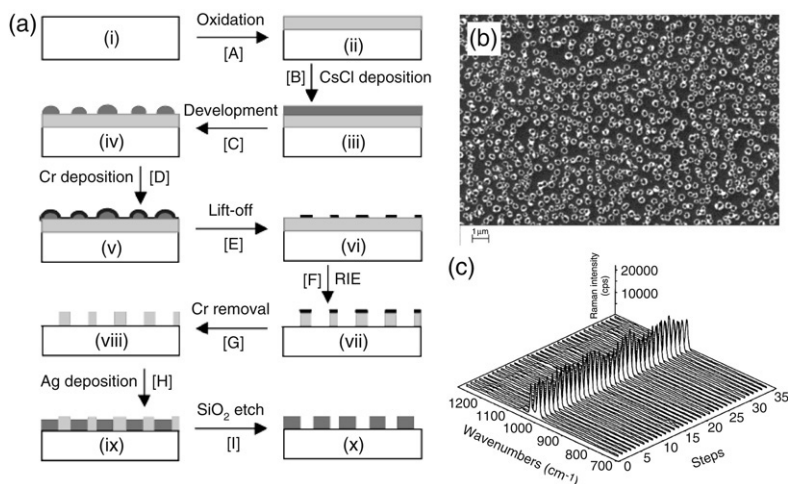 (a)
(i)
Oxidation
[A]
(ii)
[B] CsCl deposition
(iv)
Development
[C]
(iii)
Cr deposition [D]
(v)
Lift-off
[E]
(vi)
[F] RIE
(viii)
Cr removal
[G]
(vii)
Ag deposition [H]
(ix)
SiO2 etch
[I]
(x)
(b)
1μm
(c)
Raman intensity
(cps)
20000
10000
1200
1100
1000
900
800
700
Wavenumbers (cm-1)
0
5
10
15
20
25
30
35
Steps